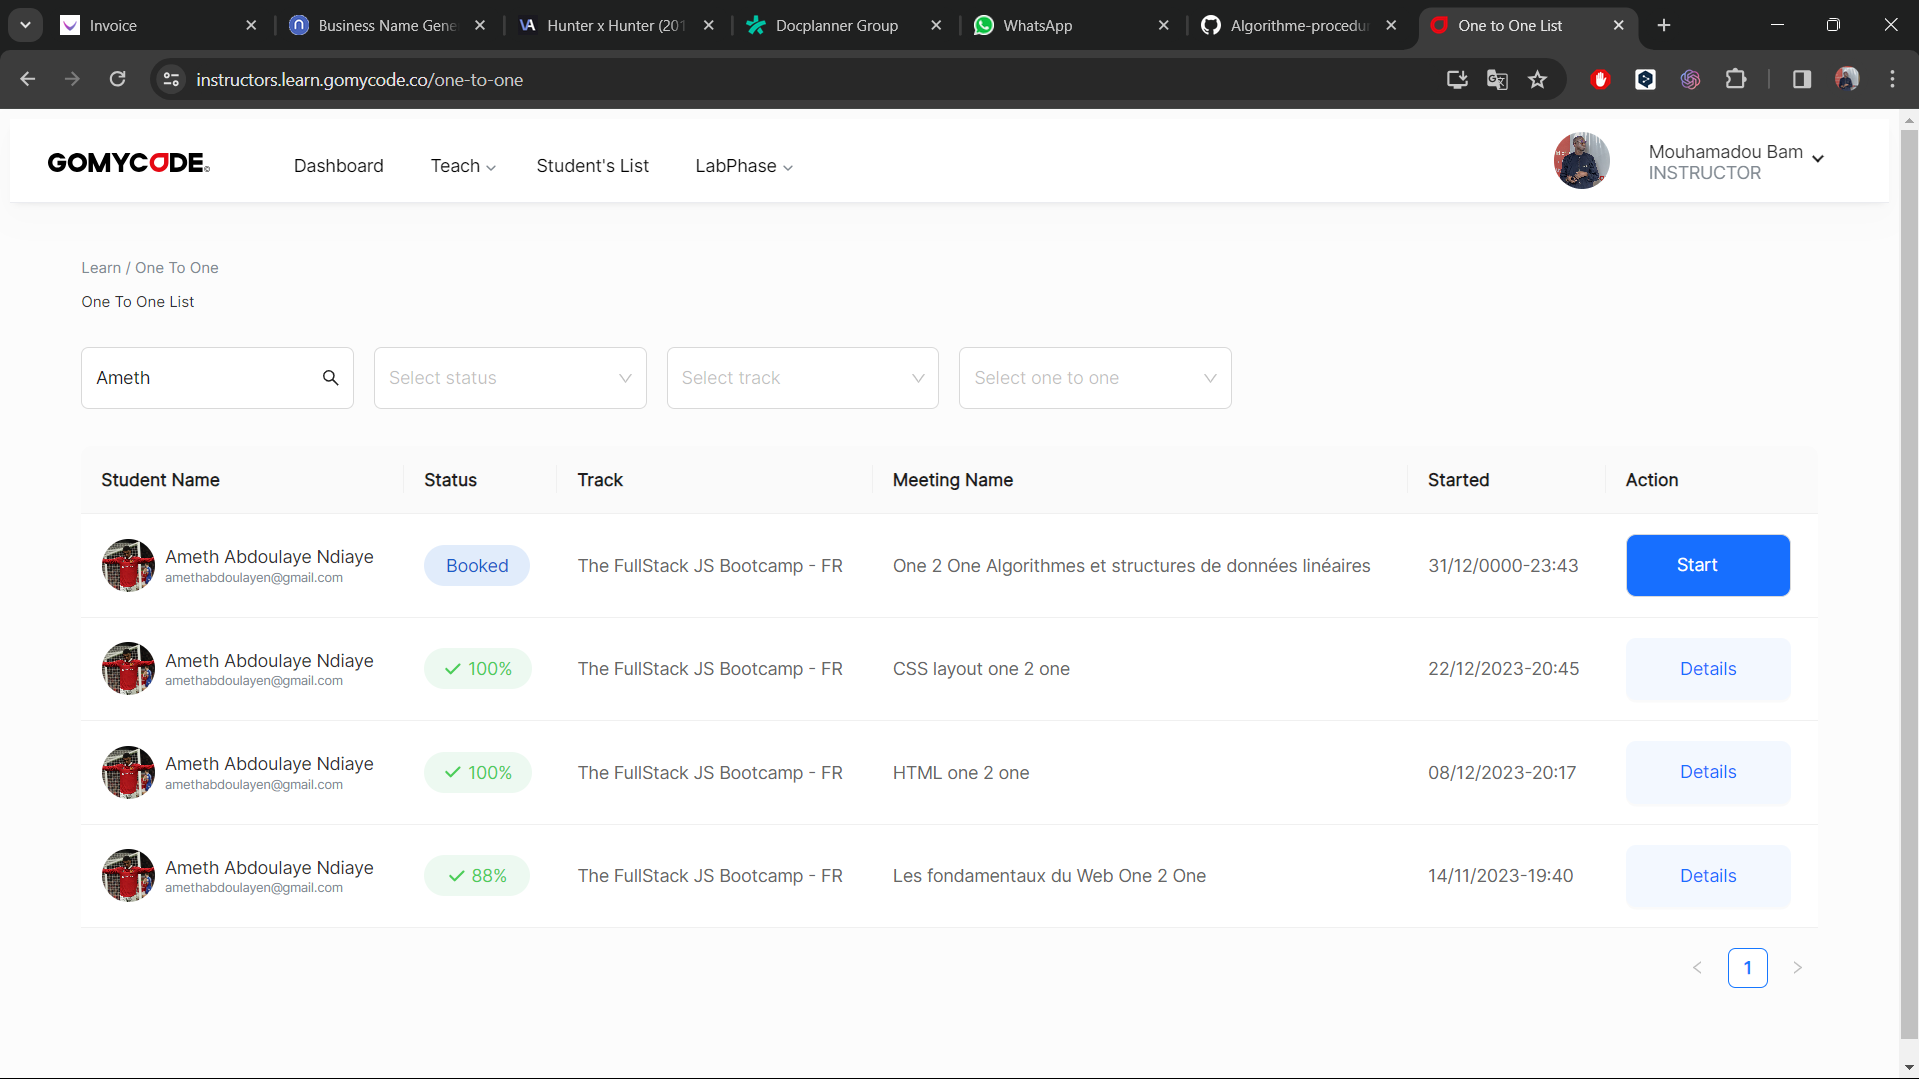 Invoice
Business Name Gene
Hunter x Hunter (201
Docplanner Group
WhatsApp
Algorithme-procedur
One to One List
instructors.learn.gomycode.co/one-to-one
GOMYCODE
Dashboard
Teach
Student's List
LabPhase
Mouhamadou Bam
INSTRUCTOR
Learn / One To One
One To One List
Ameth
Select status
Select track
Select one to one
Student Name
Status
Track
Meeting Name
Started
Action
Ameth Abdoulaye Ndiaye
amethabdoulayen@gmail.com
Booked
The FullStack JS Bootcamp - FR
One 2 One Algorithmes et structures de données linéaires
31/12/0000-23:43
Start
Ameth Abdoulaye Ndiaye
amethabdoulayen@gmail.com
100%
The FullStack JS Bootcamp - FR
CSS layout one 2 one
22/12/2023-20:45
Details
Ameth Abdoulaye Ndiaye
amethabdoulayen@gmail.com
100%
The FullStack JS Bootcamp - FR
HTML one 2 one
08/12/2023-20:17
Details
Ameth Abdoulaye Ndiaye
amethabdoulayen@gmail.com
88%
The FullStack JS Bootcamp - FR
Les fondamentaux du Web One 2 One
14/11/2023-19:40
Details
1